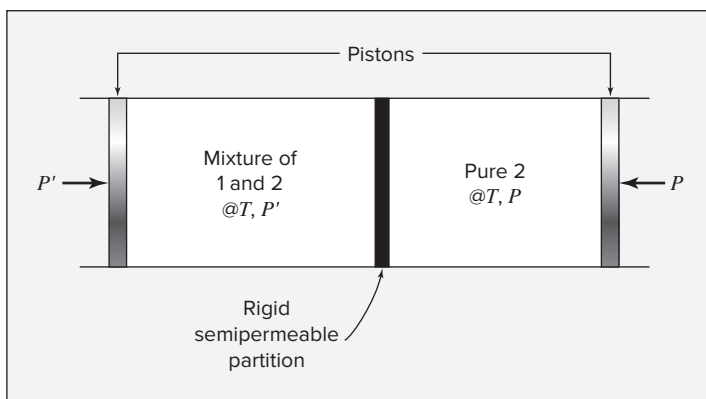 Pistons
Mixture of
1 and 2
@T, P'
Pure 2
@T, P
P'
P
Rigid
semipermeable
partition